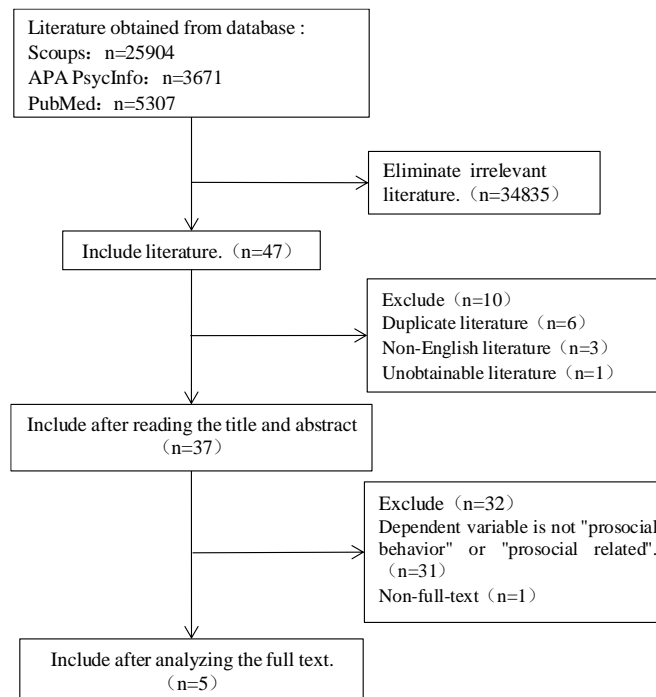 Literature obtained from database :
Scoups：n=25904
APA PsycInfo：n=3671
PubMed：n=5307
Eliminate irrelevant
literature.（n=34835）
Include literature.（n=47）
Exclude（n=10）
Duplicate literature（n=6）
Non-English literature（n=3）
Unobtainable literature（n=1）
Include after reading the title and abstract
（n=37）
Exclude（n=32）
Dependent variable is not "prosocial
behavior" or "prosocial related".
（n=31）
Non-full-text（n=1）
Include after analyzing the full text.
（n=5）